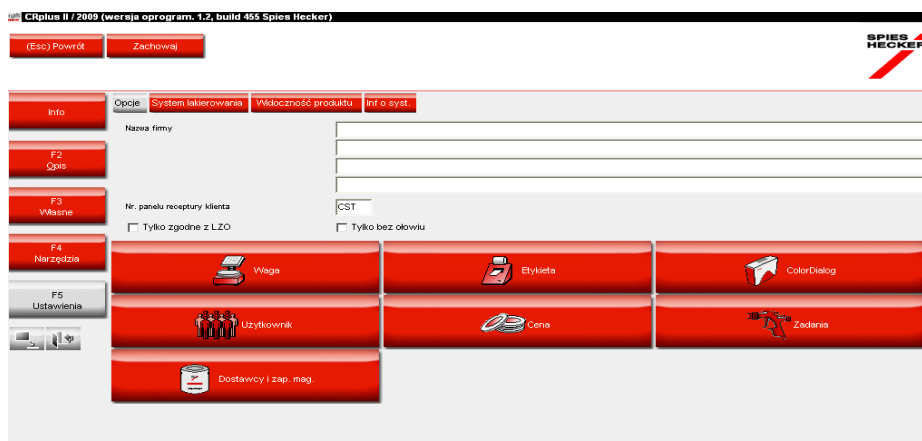 CRplus II / 2009 (wersja oprogram. 1.2, build 455 Spies Hecker)
(Esc) Powrót
Zachowaj
SPIES
HECKER
Info
Opcje
System lakierowania
Widoczność produktu
Inf o syst.
Nazwa firmy
F2
Opis
F3
Własne
Nr. panelu receptury klienta
CST
Tylko zgodne z LZO
Tylko bez ołowiu
F4
Narzędzia
Waga
Etykieta
ColorDialog
F5
Ustawienia
Użytkownik
Cena
Zadania
Dostawcy i zap. mag.